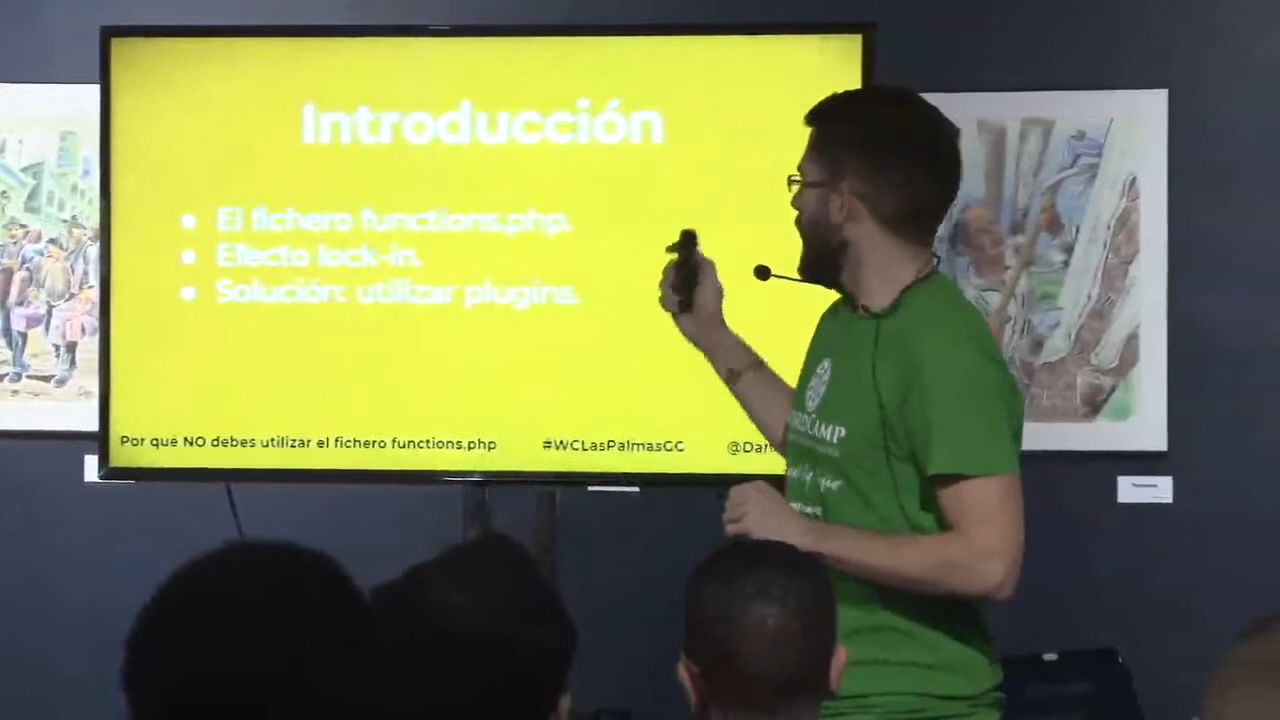 Introducción
El fichero functions.php.
Efecto lock-in.
Solución: utilizar plugins.
Por qué NO debes utilizar el fichero functions.php
#WCLasPalmasGC